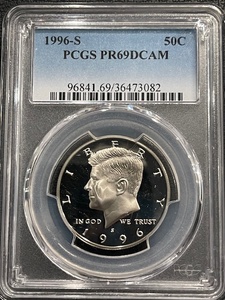 1996-S 50C
PCGS PR69DCAM
96841.69/36473082
LIBERTY
IN GOD WE TRUST
S
1996